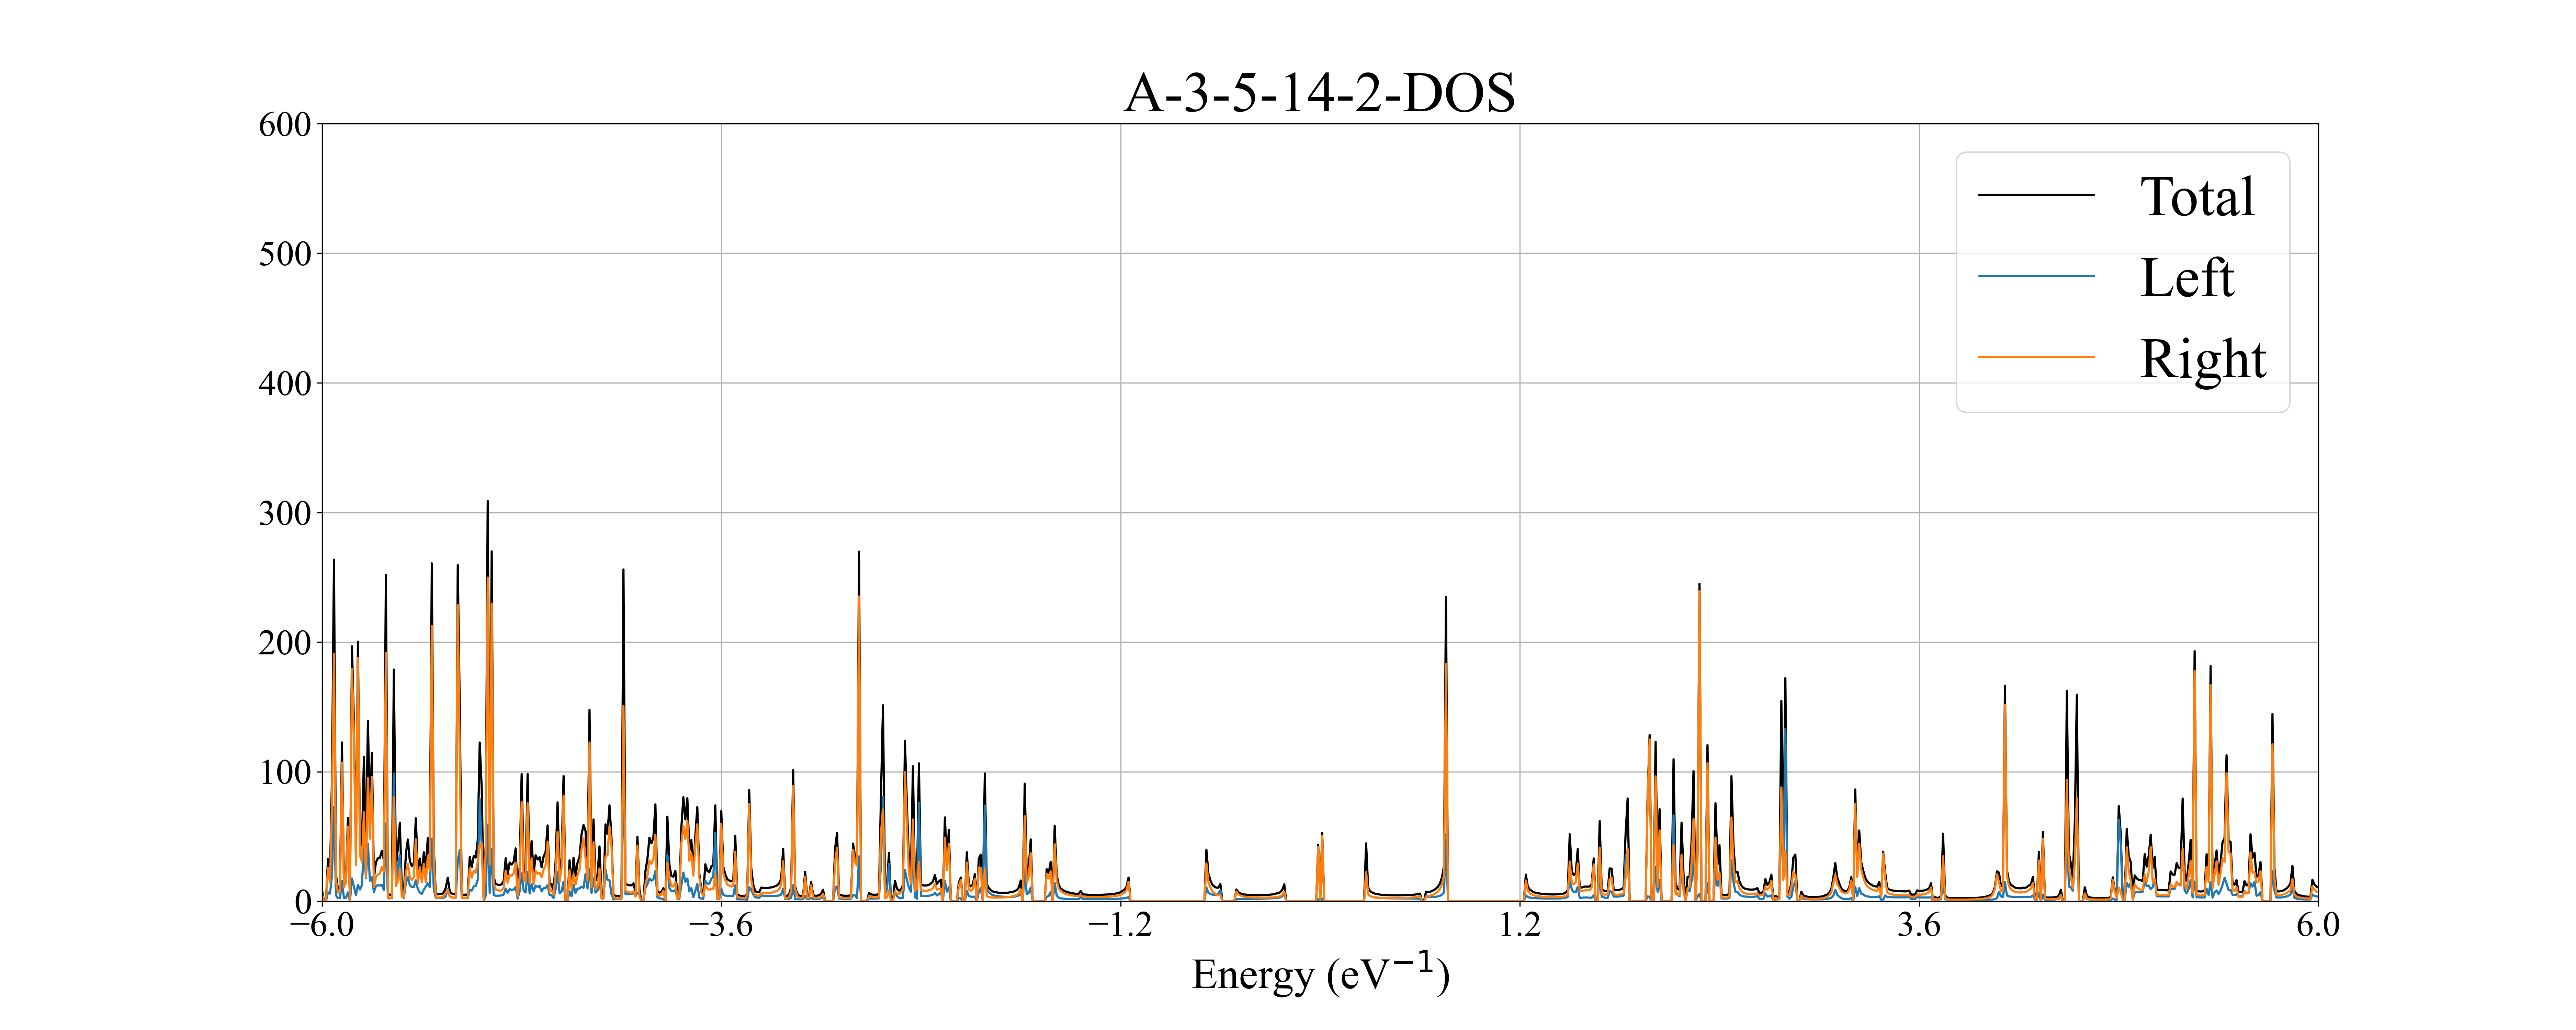 A-3-5-14-2-DOS
600
500
400
300
200
100
0
Total
Left
Right
−6.0 −3.6 −1.2 1.2 3.6 6.0
Energy (eV⁻¹)